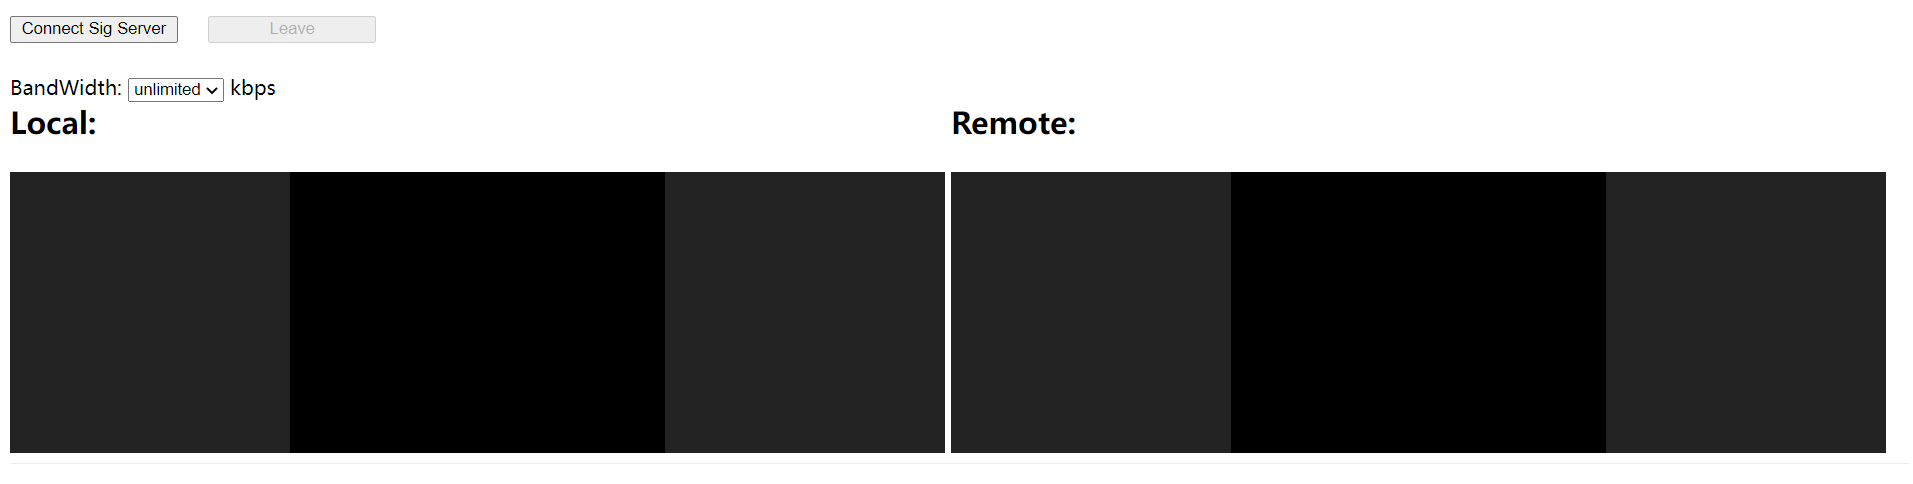 Connect Sig Server Leave
BandWidth: unlimited kbps
Local: Remote: